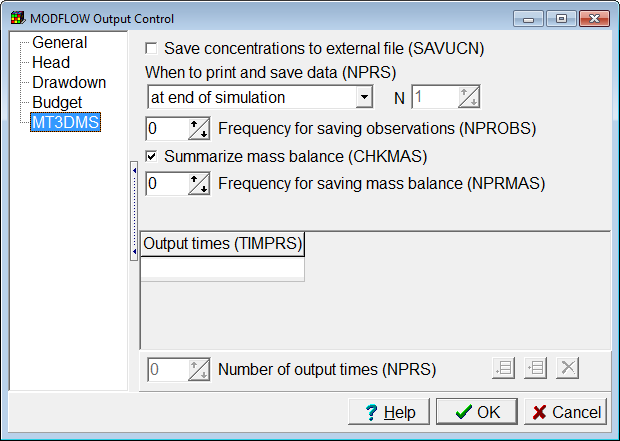 MODFLOW Output Control
General
Head
Drawdown
Budget
MT3DMS
Save concentrations to external file (SAVUCN)
When to print and save data (NPRS)
at end of simulation
N 1
0 Frequency for saving observations (NPROBS)
Summarize mass balance (CHKMAS)
0 Frequency for saving mass balance (NPRMAS)
Output times (TIMPRS)
0 Number of output times (NPRS)
? Help
OK
Cancel